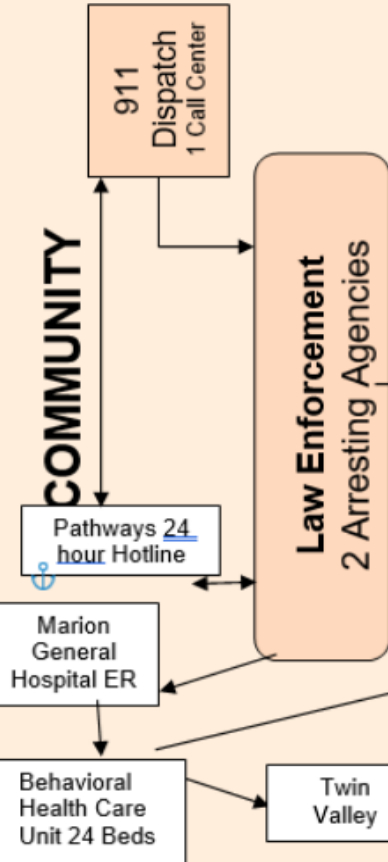 911
Dispatch
1 Call Center
COMMUNITY
Law Enforcement
2 Arresting Agencies
Pathways 24
hour Hotline
Marion
General
Hospital ER
Behavioral
Health Care
Unit 24 Beds
Twin
Valley